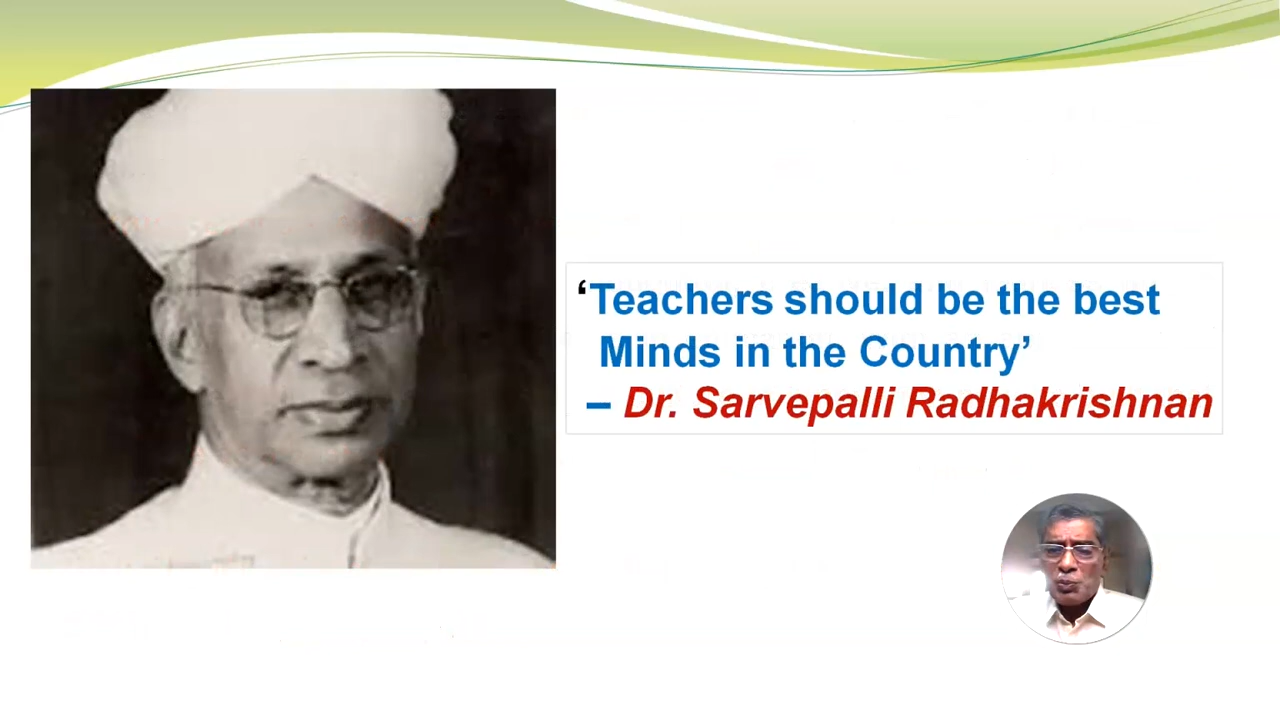 ‘Teachers should be the best
Minds in the Country’
– Dr. Sarvepalli Radhakrishnan